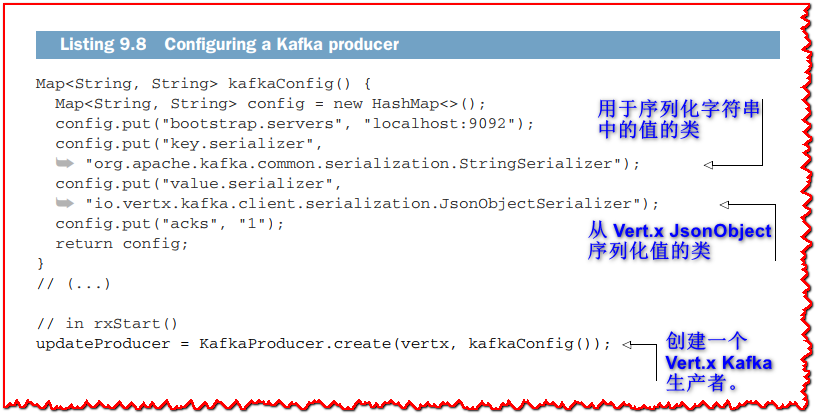 Listing 9.8 Configuring a Kafka producer
Map<String, String> kafkaConfig() {
Map<String, String> config = new HashMap<>();
config.put("bootstrap.servers", "localhost:9092");
config.put("key.serializer",
➥ "org.apache.kafka.common.serialization.StringSerializer");
config.put("value.serializer",
➥ "io.vertx.kafka.client.serialization.JsonObjectSerializer");
config.put("acks", "1");
return config;
}
// (...)
// in rxStart()
updateProducer = KafkaProducer.create(vertx, kafkaConfig());
用于序列化字符串
中的值的类
从 Vert.x JsonObject
序列化值的类
创建一个
Vert.x Kafka
生产者。